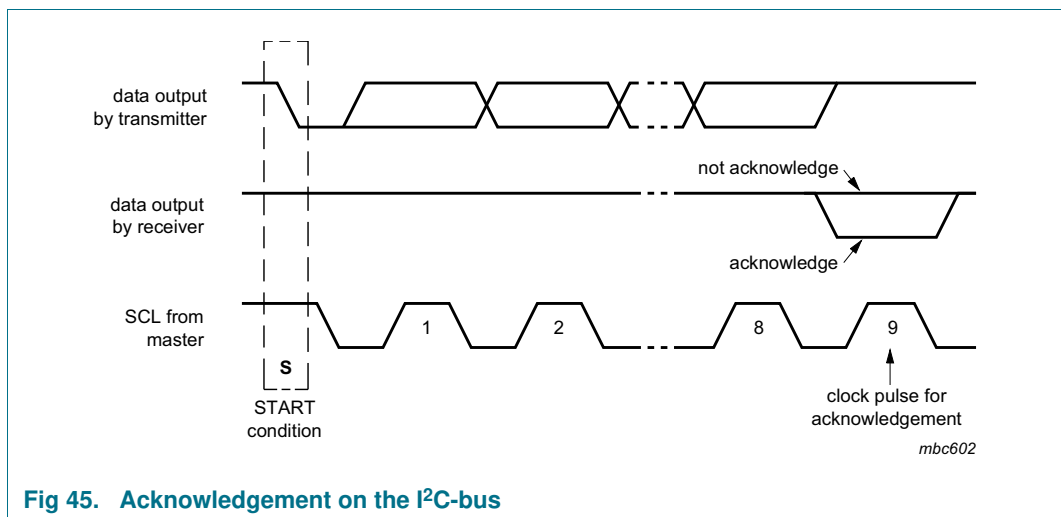 data output
by transmitter
not acknowledge
data output
by receiver
acknowledge
SCL from
master
1
2
8
9
S
START
condition
clock pulse for
acknowledgement
mbc602
Fig 45. Acknowledgement on the I²C-bus